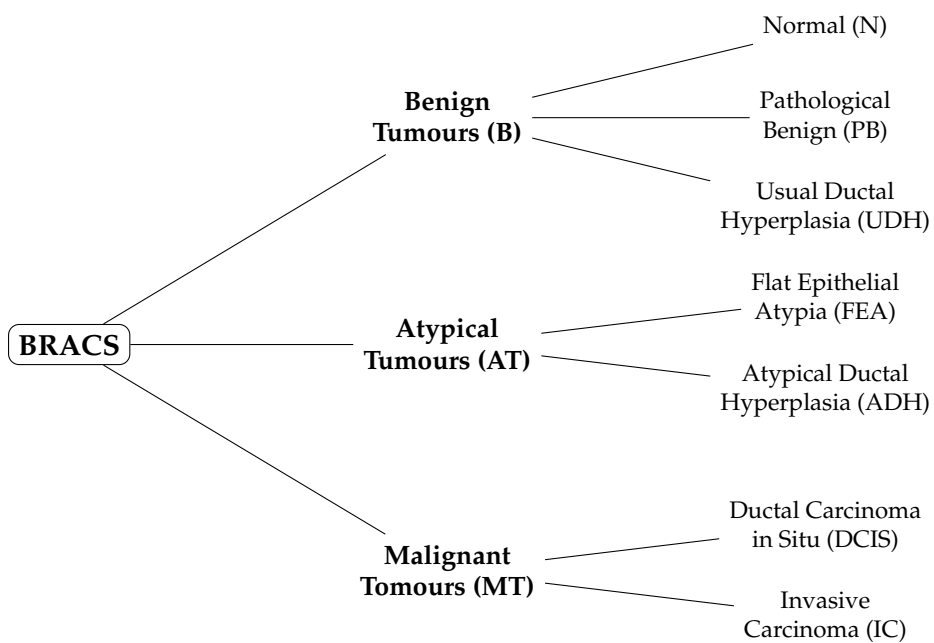 BRACS
Benign
Tumours (B)
Normal (N)
Pathological
Benign (PB)
Usual Ductal
Hyperplasia (UDH)
Atypical
Tumours (AT)
Flat Epithelial
Atypia (FEA)
Atypical Ductal
Hyperplasia (ADH)
Malignant
Tomours (MT)
Ductal Carcinoma
in Situ (DCIS)
Invasive
Carcinoma (IC)